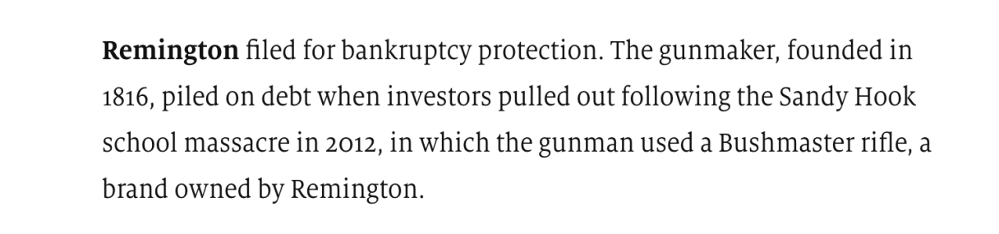 Remington filed for bankruptcy protection. The gunmaker, founded in
1816, piled on debt when investors pulled out following the Sandy Hook
school massacre in 2012, in which the gunman used a Bushmaster rifle, a
brand owned by Remington.